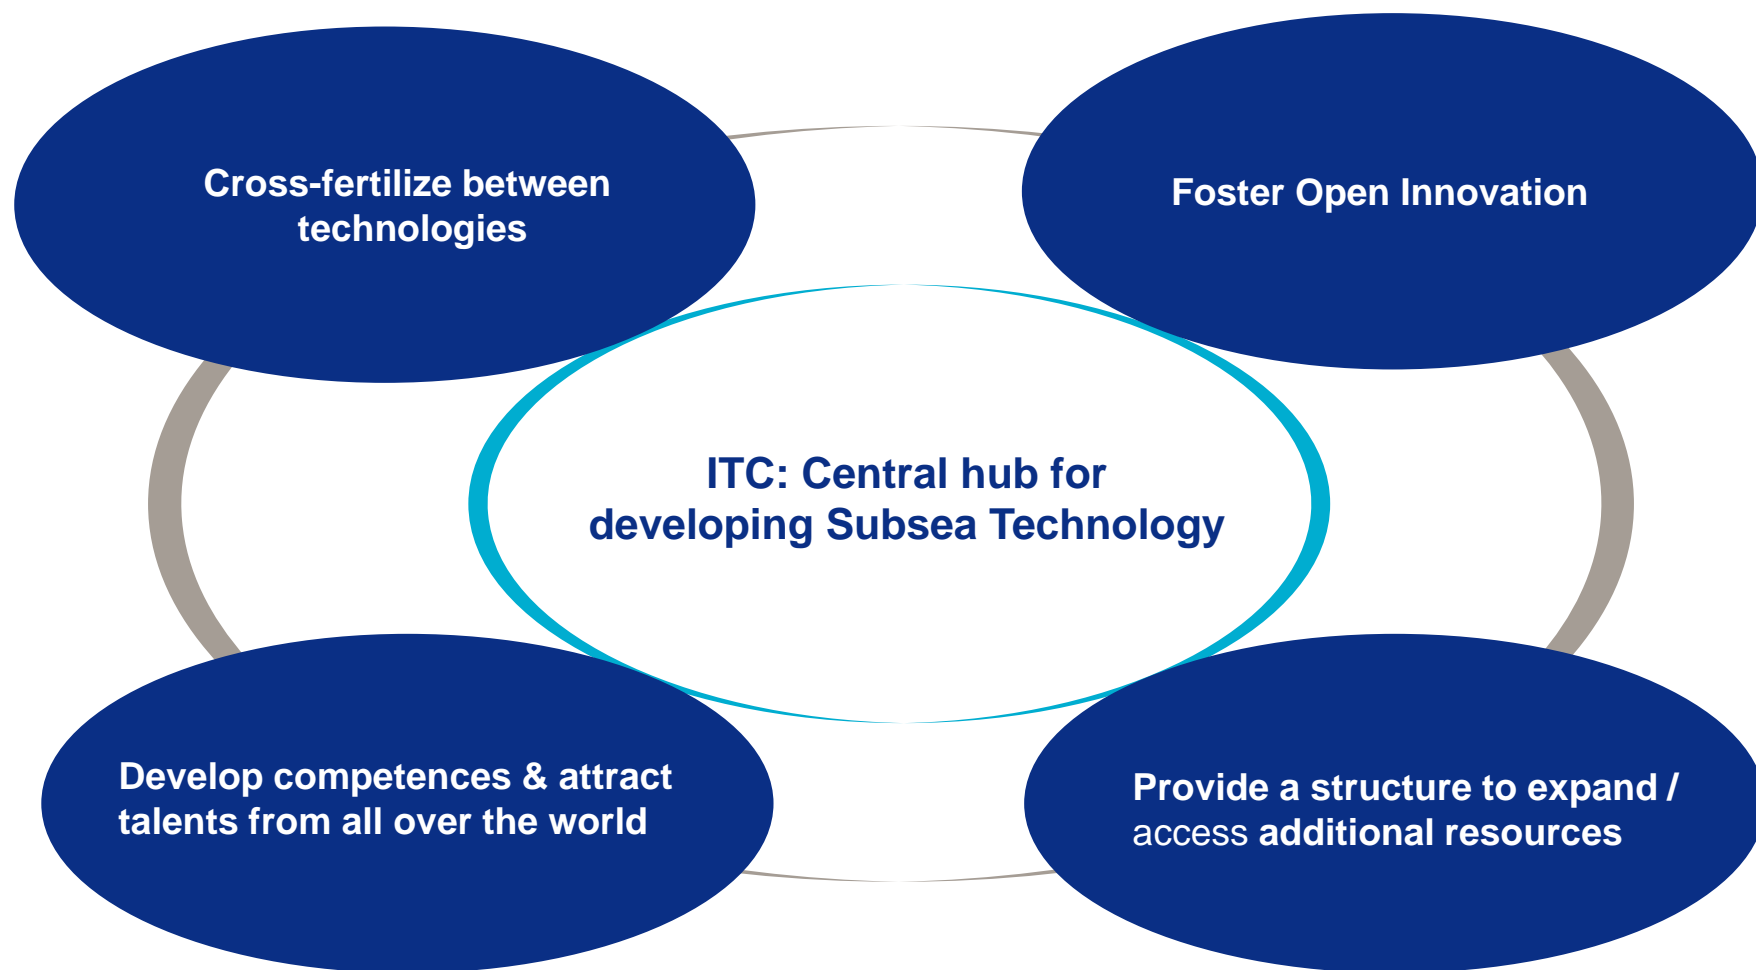 Cross-fertilize between
technologies
Foster Open Innovation
ITC: Central hub for
developing Subsea Technology
Develop competences & attract
talents from all over the world
Provide a structure to expand /
access additional resources